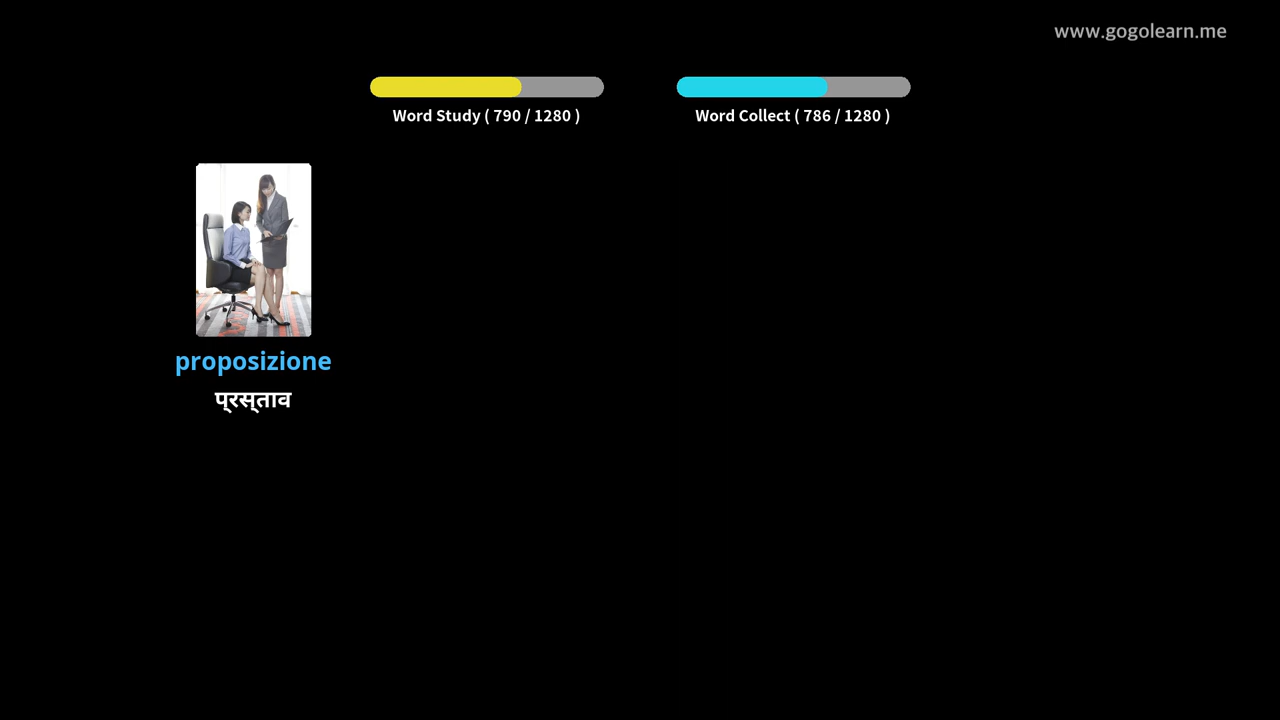 www.gogolearn.me
Word Study ( 790 / 1280 )
Word Collect ( 786 / 1280 )
proposizione
प्रस्ताव